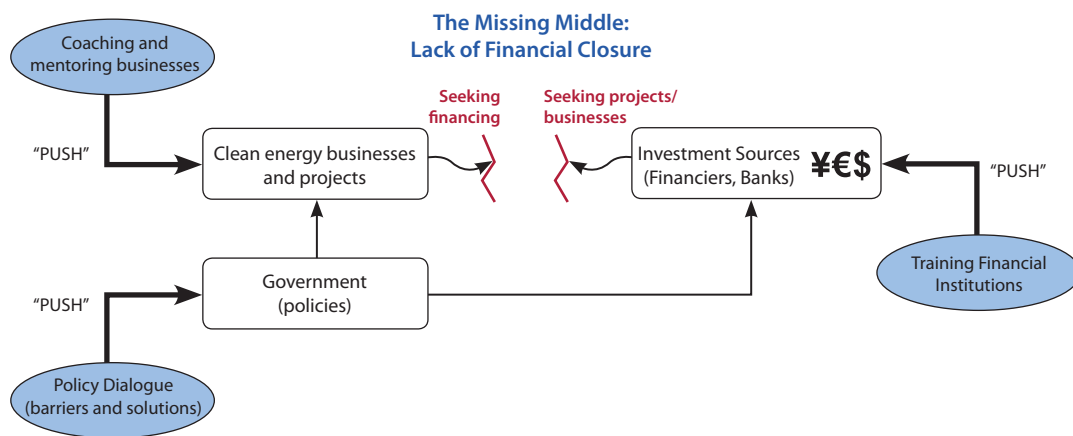 The Missing Middle:
Lack of Financial Closure
Coaching and
mentoring businesses
Seeking
financing
Seeking projects/
businesses
“PUSH”
Clean energy businesses
and projects
Investment Sources
(Financiers, Banks)
¥€$
“PUSH”
“PUSH”
Government
(policies)
Training Financial
Institutions
Policy Dialogue
(barriers and solutions)